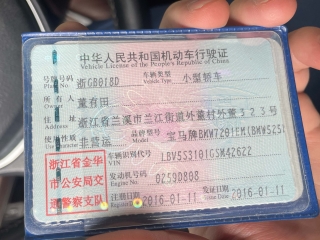 中华人民共和国机动车行驶证
Vehicle License of the People's Republic of China
号牌号码 浙GB018D 车辆类型 小型轿车
Plate No. Vehicle Type
所有人 董有田
Owner
住址 浙江省兰溪市兰江街道外董村外董323号
Address
使用性质 非营运 品牌型号 宝马牌BMW7201EM(BMW525
浙江省金华
市公安局交
通警察支队
车辆识别代号 LBV5S3101GSM42622
VIN
发动机号码 0259D808
Engine No.
注册日期 2016-01-11 发证日期 2016-01-11